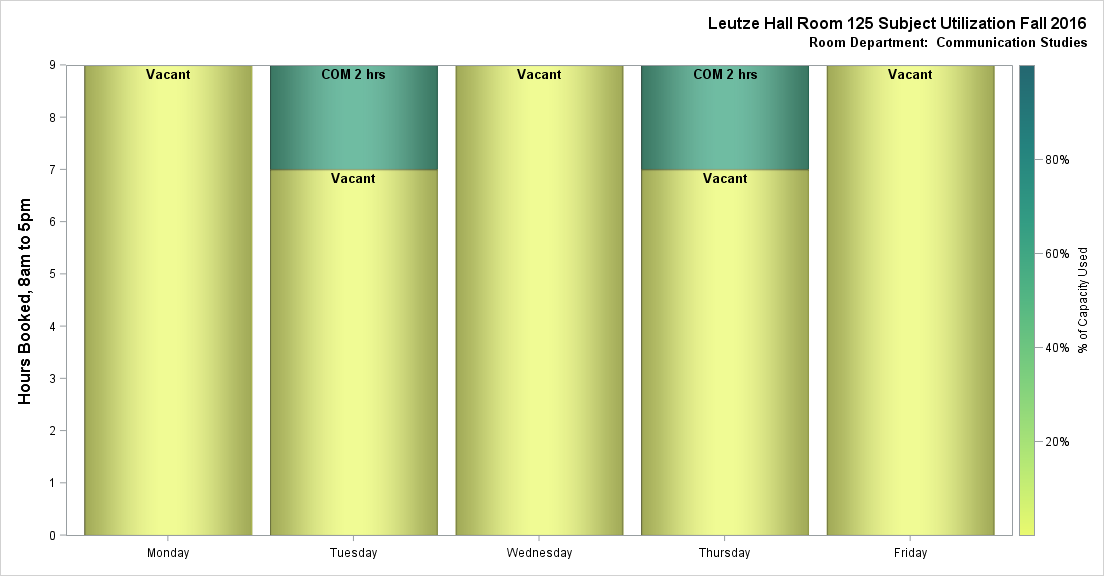 Leutze Hall Room 125 Subject Utilization Fall 2016
Room Department:  Communication Studies
Hours Booked, 8am to 5pm
9
8
7
6
5
4
3
2
1
0
Vacant
COM 2 hrs
Vacant
Vacant
COM 2 hrs
Vacant
Vacant
Monday
Tuesday
Wednesday
Thursday
Friday
80%
60%
40%
20%
% of Capacity Used